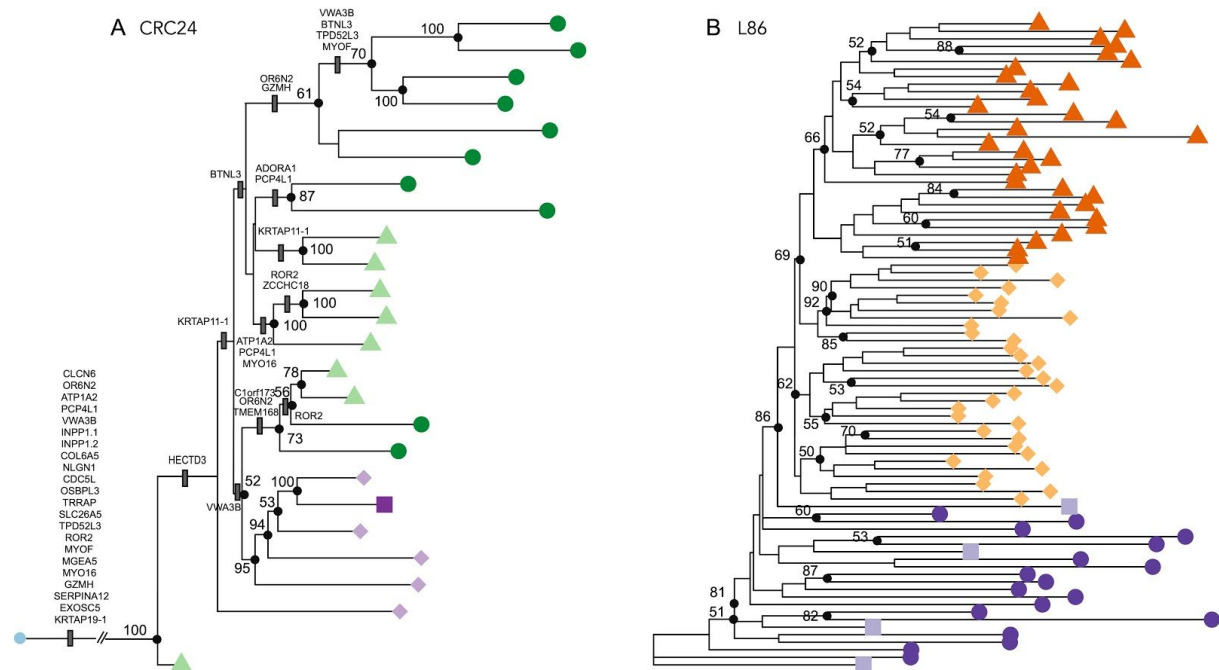 A CRC24
VWA3B
BTNL3
TPD52L3
MYOF
70
100
100
OR6N2
GZMH
61
BTNL3
ADORA1
PCP4L1
87
KRTAP11-1
100
ROR2
ZCCHC18
100
100
KRTAP11-1
ATP1A2
PCP4L1
MYO16
78
C1orf173
OR6N2
TMEM168
56
ROR2
73
HECTD3
52
VWA3B
100
53
94
95
CLCN6
OR6N2
ATP1A2
PCP4L1
VWA3B
INPP1.1
INPP1.2
COL6A5
NLGN1
CDC5L
OSBPL3
TRRAP
SLC26A5
TPD52L3
ROR2
MYOF
MGEA5
MYO16
GZMH
SERPINA12
EXOSC5
KRTAP19-1
100
B L86
52
88
54
54
52
66
77
84
60
51
69
90
92
85
62
53
55
86
70
50
60
53
87
81
51
82